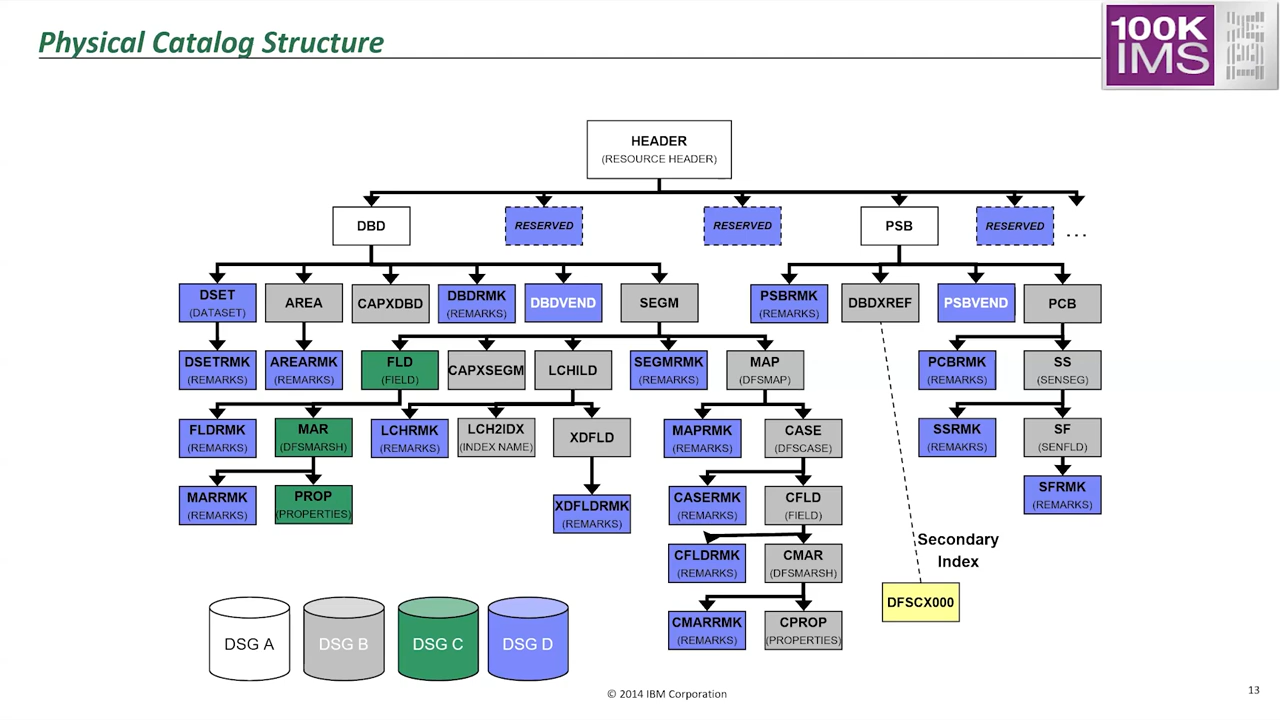 Physical Catalog Structure
100K
IMS
IBM
HEADER
(RESOURCE HEADER)
DBD
RESERVED
RESERVED
PSB
RESERVED
...
DSET
(DATASET)
AREA
CAPXDBD
DBDRMK
(REMARKS)
DBDVEND
SEGM
PSBRMK
(REMARKS)
DBDXREF
PSBVEND
PCB
DSETRMK
(REMARKS)
AREARMK
(REMARKS)
FLD
(FIELD)
CAPXSEGM
LCHILD
SEGMRMK
(REMARKS)
MAP
(DFSMAP)
PCBRMK
(REMARKS)
SS
(SENSEG)
FLDRMK
(REMARKS)
MAR
(DFSMARSH)
LCHRMK
(REMARKS)
LCH2IDX
(INDEX NAME)
XDFLD
MAPRMK
(REMARKS)
CASE
(DFSCASE)
SSRMK
(REMAKRS)
SF
(SENFLD)
MARRMK
(REMARKS)
PROP
(PROPERTIES)
XDFLDRMK
(REMARKS)
CASERMK
(REMARKS)
CFLD
(FIELD)
SFRMK
(REMARKS)
CFLDRMK
(REMARKS)
CMAR
(DFSMARSH)
Secondary
Index
DFSCX000
CMARRMK
(REMARKS)
CPROP
(PROPERTIES)
DSG A
DSG B
DSG C
DSG D
© 2014 IBM Corporation
13